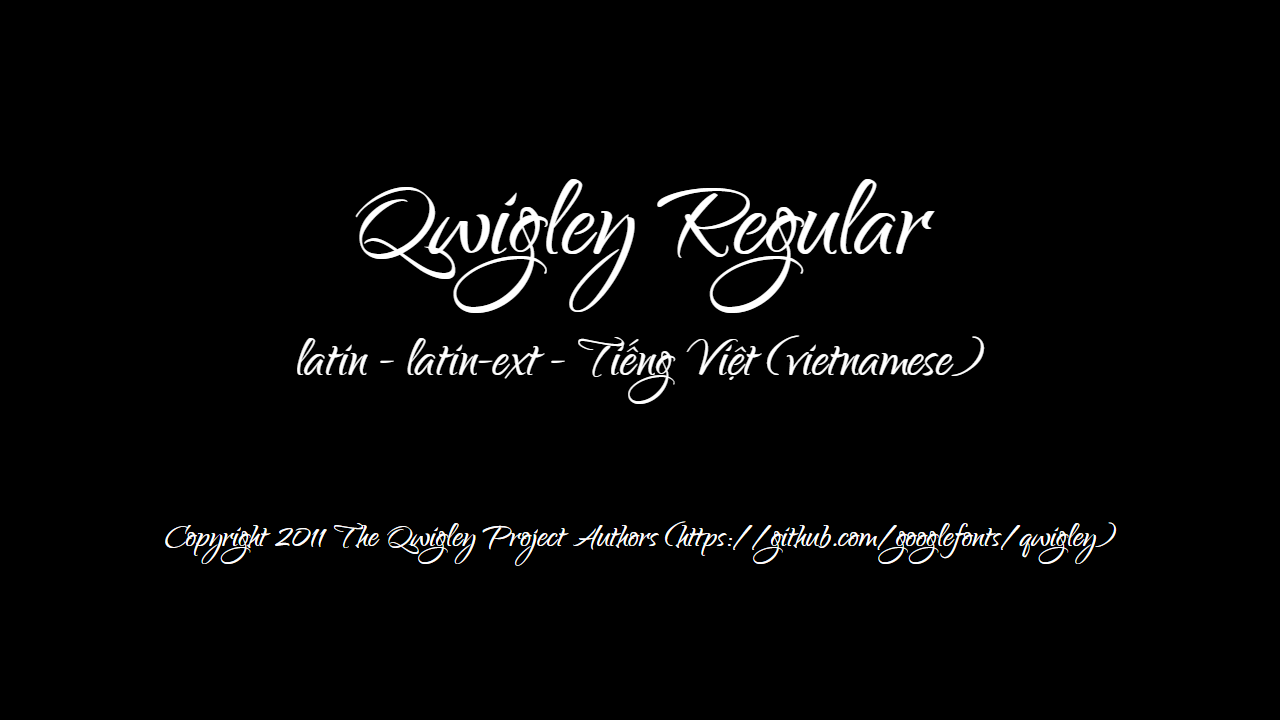 Qwigley Regular
latin - latin-ext - Tiếng Việt (vietnamese)
Copyright 2011 The Qwigley Project Authors (https://github.com/googlefonts/qwigley)